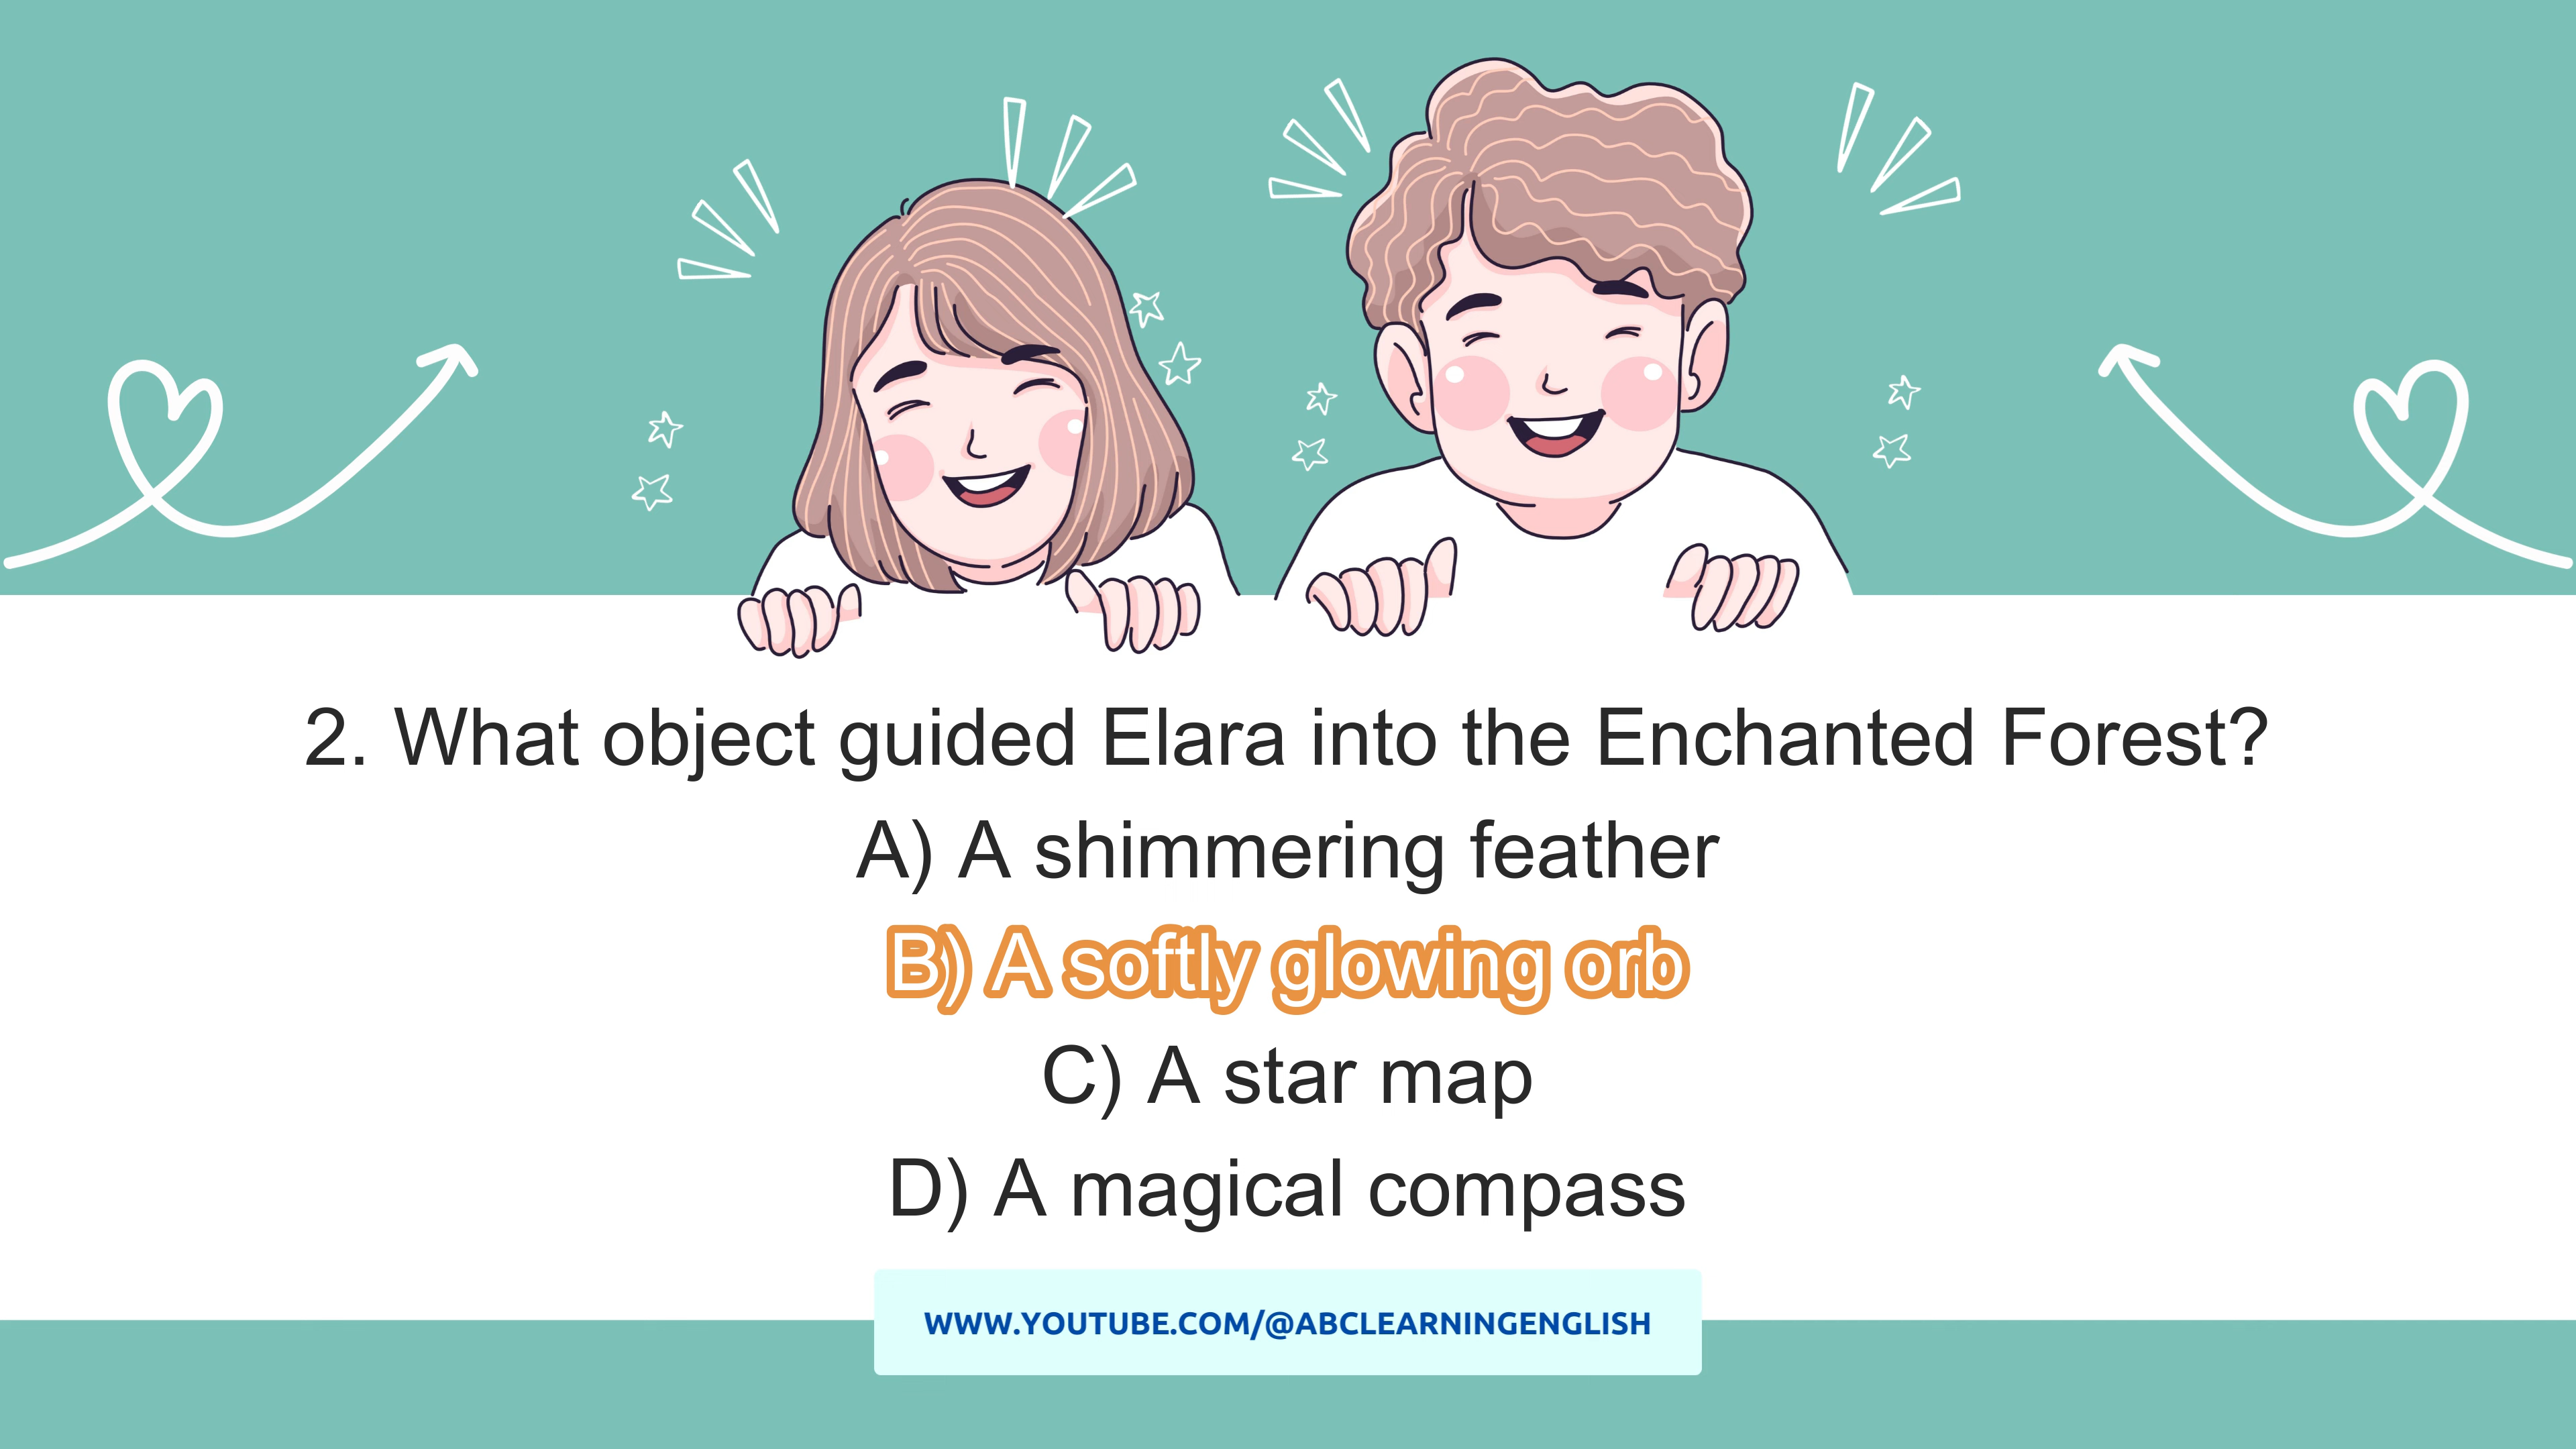 2. What object guided Elara into the Enchanted Forest?
A) A shimmering feather
B) A softly glowing orb
C) A star map
D) A magical compass
WWW.YOUTUBE.COM/@ABCLEARNINGENGLISH